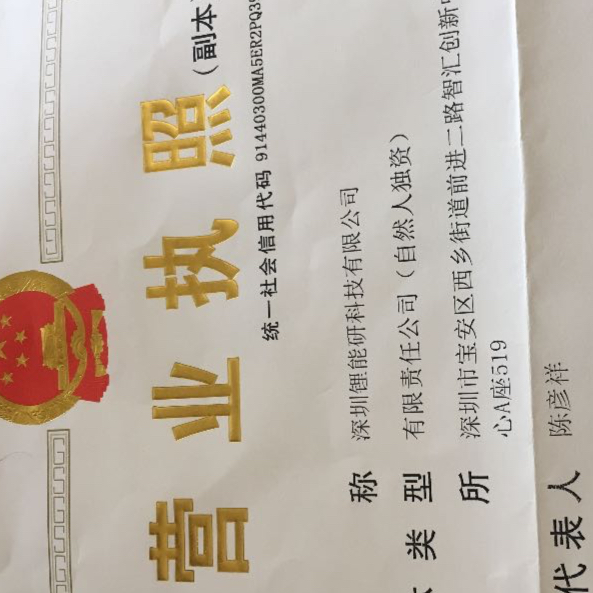 营业执照
（副本
统一社会信用代码 91440300MA5ER2PQ3
称 深圳锂能研科技有限公司
类型 有限责任公司（自然人独资）
所 深圳市宝安区西乡街道前进二路智汇创新
心A座519
代表人 陈彦祥